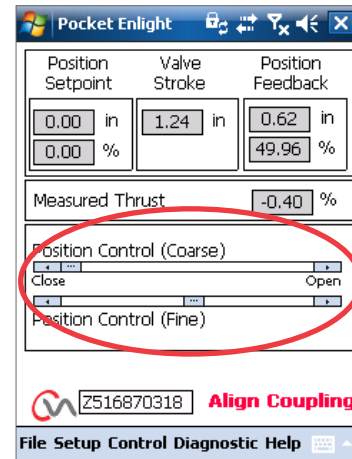 Pocket Enlight
Position Setpoint
Valve Stroke
Position Feedback
0.00 in
0.00 %
1.24 in
0.62 in
49.96 %
Measured Thrust -0.40 %
Position Control (Coarse)
Close Open
Position Control (Fine)
Z516870318 Align Coupling
File Setup Control Diagnostic Help